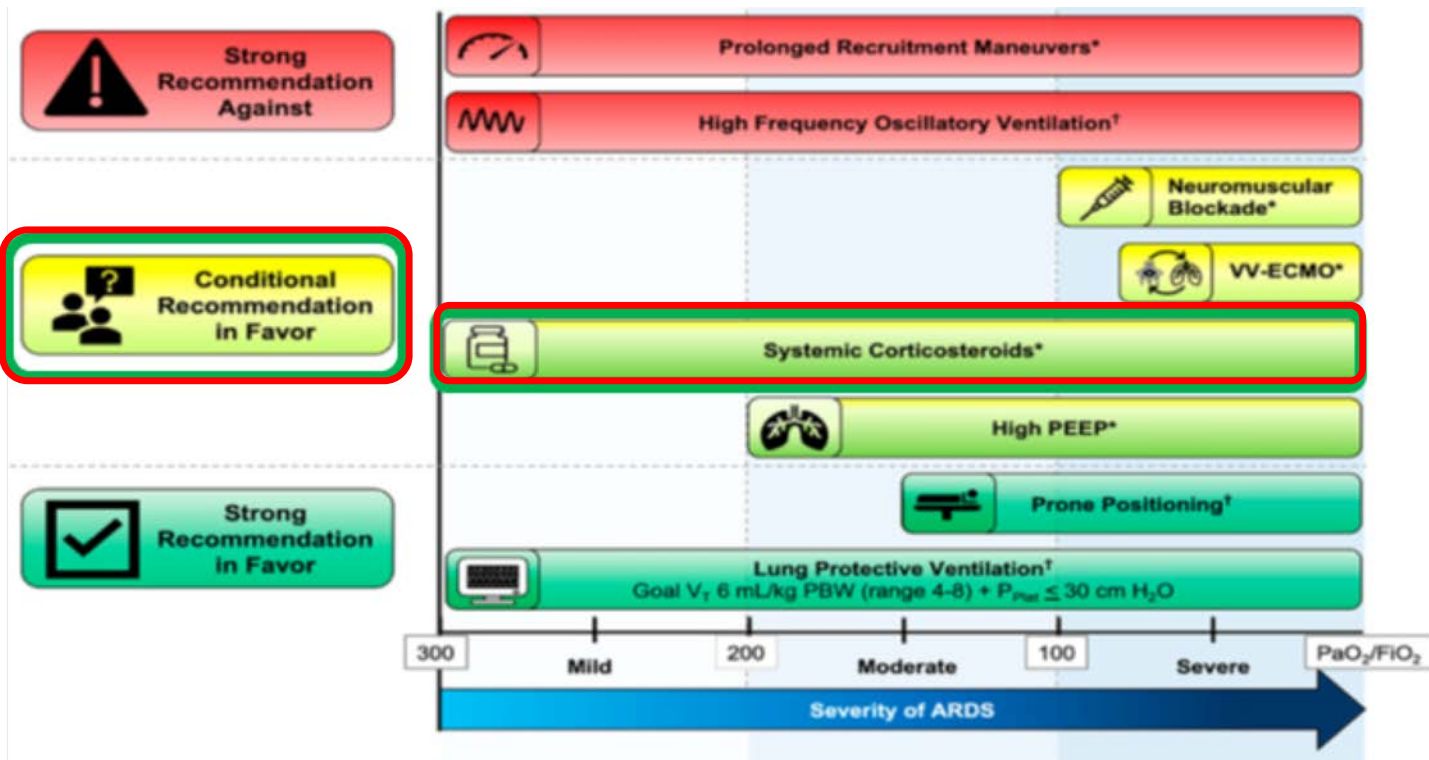 Strong
Recommendation
Against
Prolonged Recruitment Maneuvers*
High Frequency Oscillatory Ventilation†
Conditional
Recommendation
in Favor
?
Neuromuscular
Blockade*
VV-ECMO*
Systemic Corticosteroids*
High PEEP*
Strong
Recommendation
in Favor
Prone Positioning†
Lung Protective Ventilation†
Goal VT 6 mL/kg PBW (range 4-8) + PPlat ≤ 30 cm H2O
300
Mild
200
Moderate
100
Severe
PaO2/FiO2
Severity of ARDS